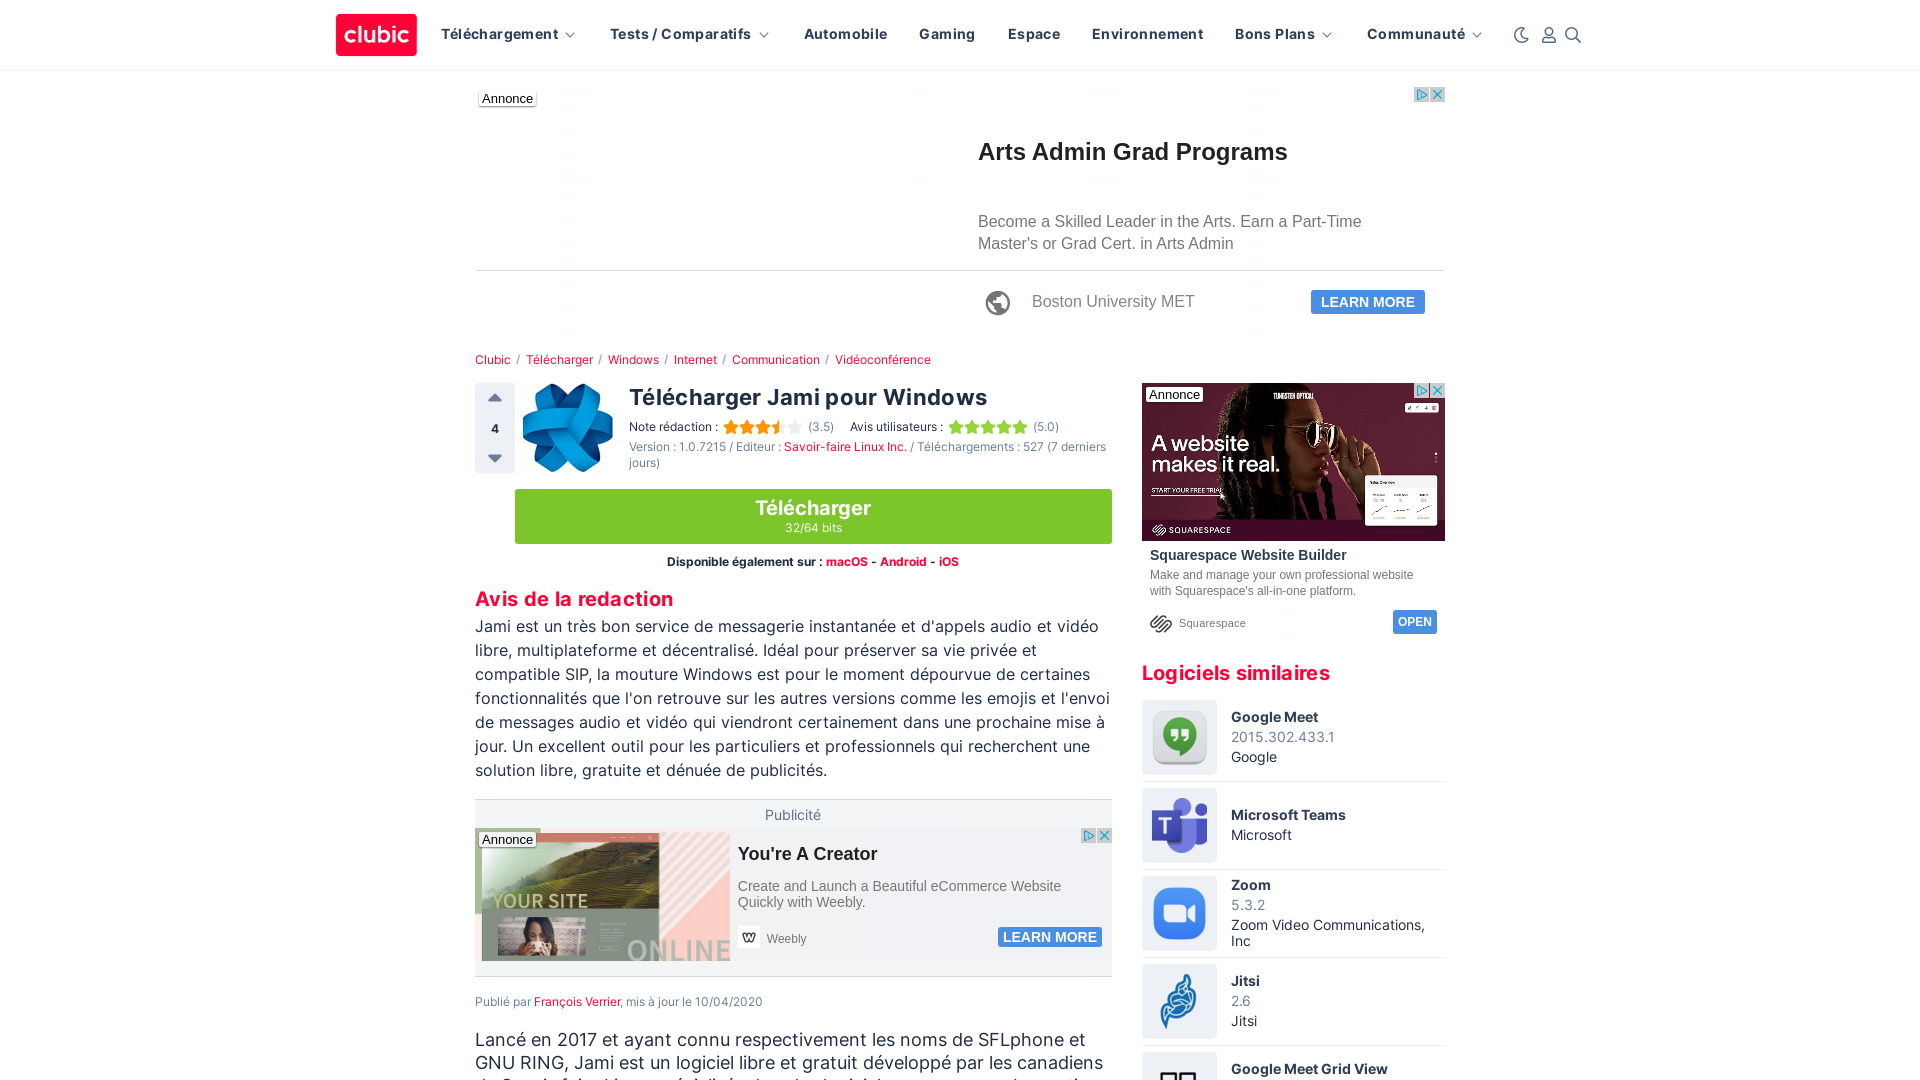 clubic
Téléchargement
Tests / Comparatifs
Automobile
Gaming
Espace
Environnement
Bons Plans
Communauté
Annonce
Arts Admin Grad Programs
Become a Skilled Leader in the Arts. Earn a Part-Time
Master's or Grad Cert. in Arts Admin
Boston University MET
LEARN MORE
Clubic / Télécharger / Windows / Internet / Communication / Vidéoconférence
4
Télécharger Jami pour Windows
Note rédaction : (3.5) Avis utilisateurs : (5.0)
Version : 1.0.7215 / Editeur : Savoir-faire Linux Inc. / Téléchargements : 527 (7 derniers
jours)
Télécharger
32/64 bits
Disponible également sur : macOS - Android - iOS
Avis de la redaction
Jami est un très bon service de messagerie instantanée et d'appels audio et vidéo
libre, multiplateforme et décentralisé. Idéal pour préserver sa vie privée et
compatible SIP, la mouture Windows est pour le moment dépourvue de certaines
fonctionnalités que l'on retrouve sur les autres versions comme les emojis et l'envoi
de messages audio et vidéo qui viendront certainement dans une prochaine mise à
jour. Un excellent outil pour les particuliers et professionnels qui recherchent une
solution libre, gratuite et dénuée de publicités.
Publicité
Annonce
YOUR SITE
ONLINE
You're A Creator
Create and Launch a Beautiful eCommerce Website
Quickly with Weebly.
Weebly
LEARN MORE
Publié par François Verrier, mis à jour le 10/04/2020
Lancé en 2017 et ayant connu respectivement les noms de SFLphone et
GNU RING, Jami est un logiciel libre et gratuit développé par les canadiens
Annonce
TUNGSTEN OPTICAL
A website
makes it real.
START YOUR FREE TRIAL
SQUARESPACE
Squarespace Website Builder
Make and manage your own professional website
with Squarespace's all-in-one platform.
Squarespace
OPEN
Logiciels similaires
Google Meet
2015.302.433.1
Google
Microsoft Teams
Microsoft
Zoom
5.3.2
Zoom Video Communications,
Inc
Jitsi
2.6
Jitsi
Google Meet Grid View